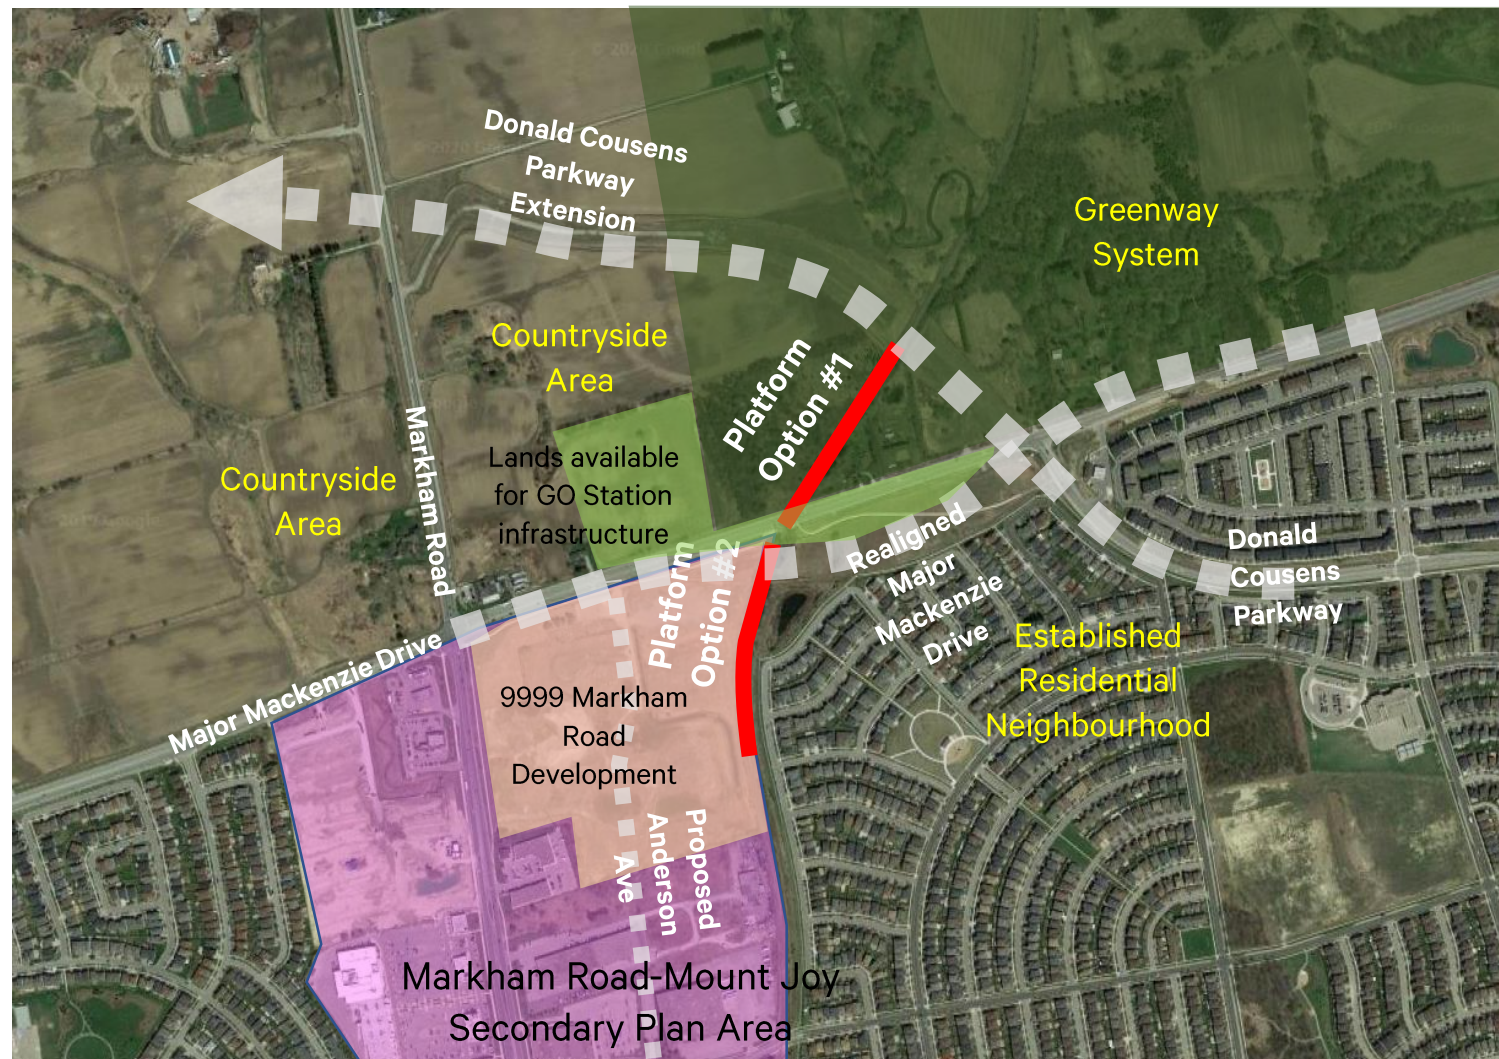 Donald Cousens
Parkway
Extension
Greenway
System
Countryside
Area
Platform
Option #1
Countryside
Area
Markham Road
Lands available
for GO Station
infrastructure
Realigned
Major
Mackenzie
Drive
Donald
Cousens
Parkway
Platform
Option #2
Major Mackenzie Drive
Established
Residential
Neighbourhood
9999 Markham
Road
Development
Proposed
Anderson
Ave
Markham Road-Mount Joy
Secondary Plan Area